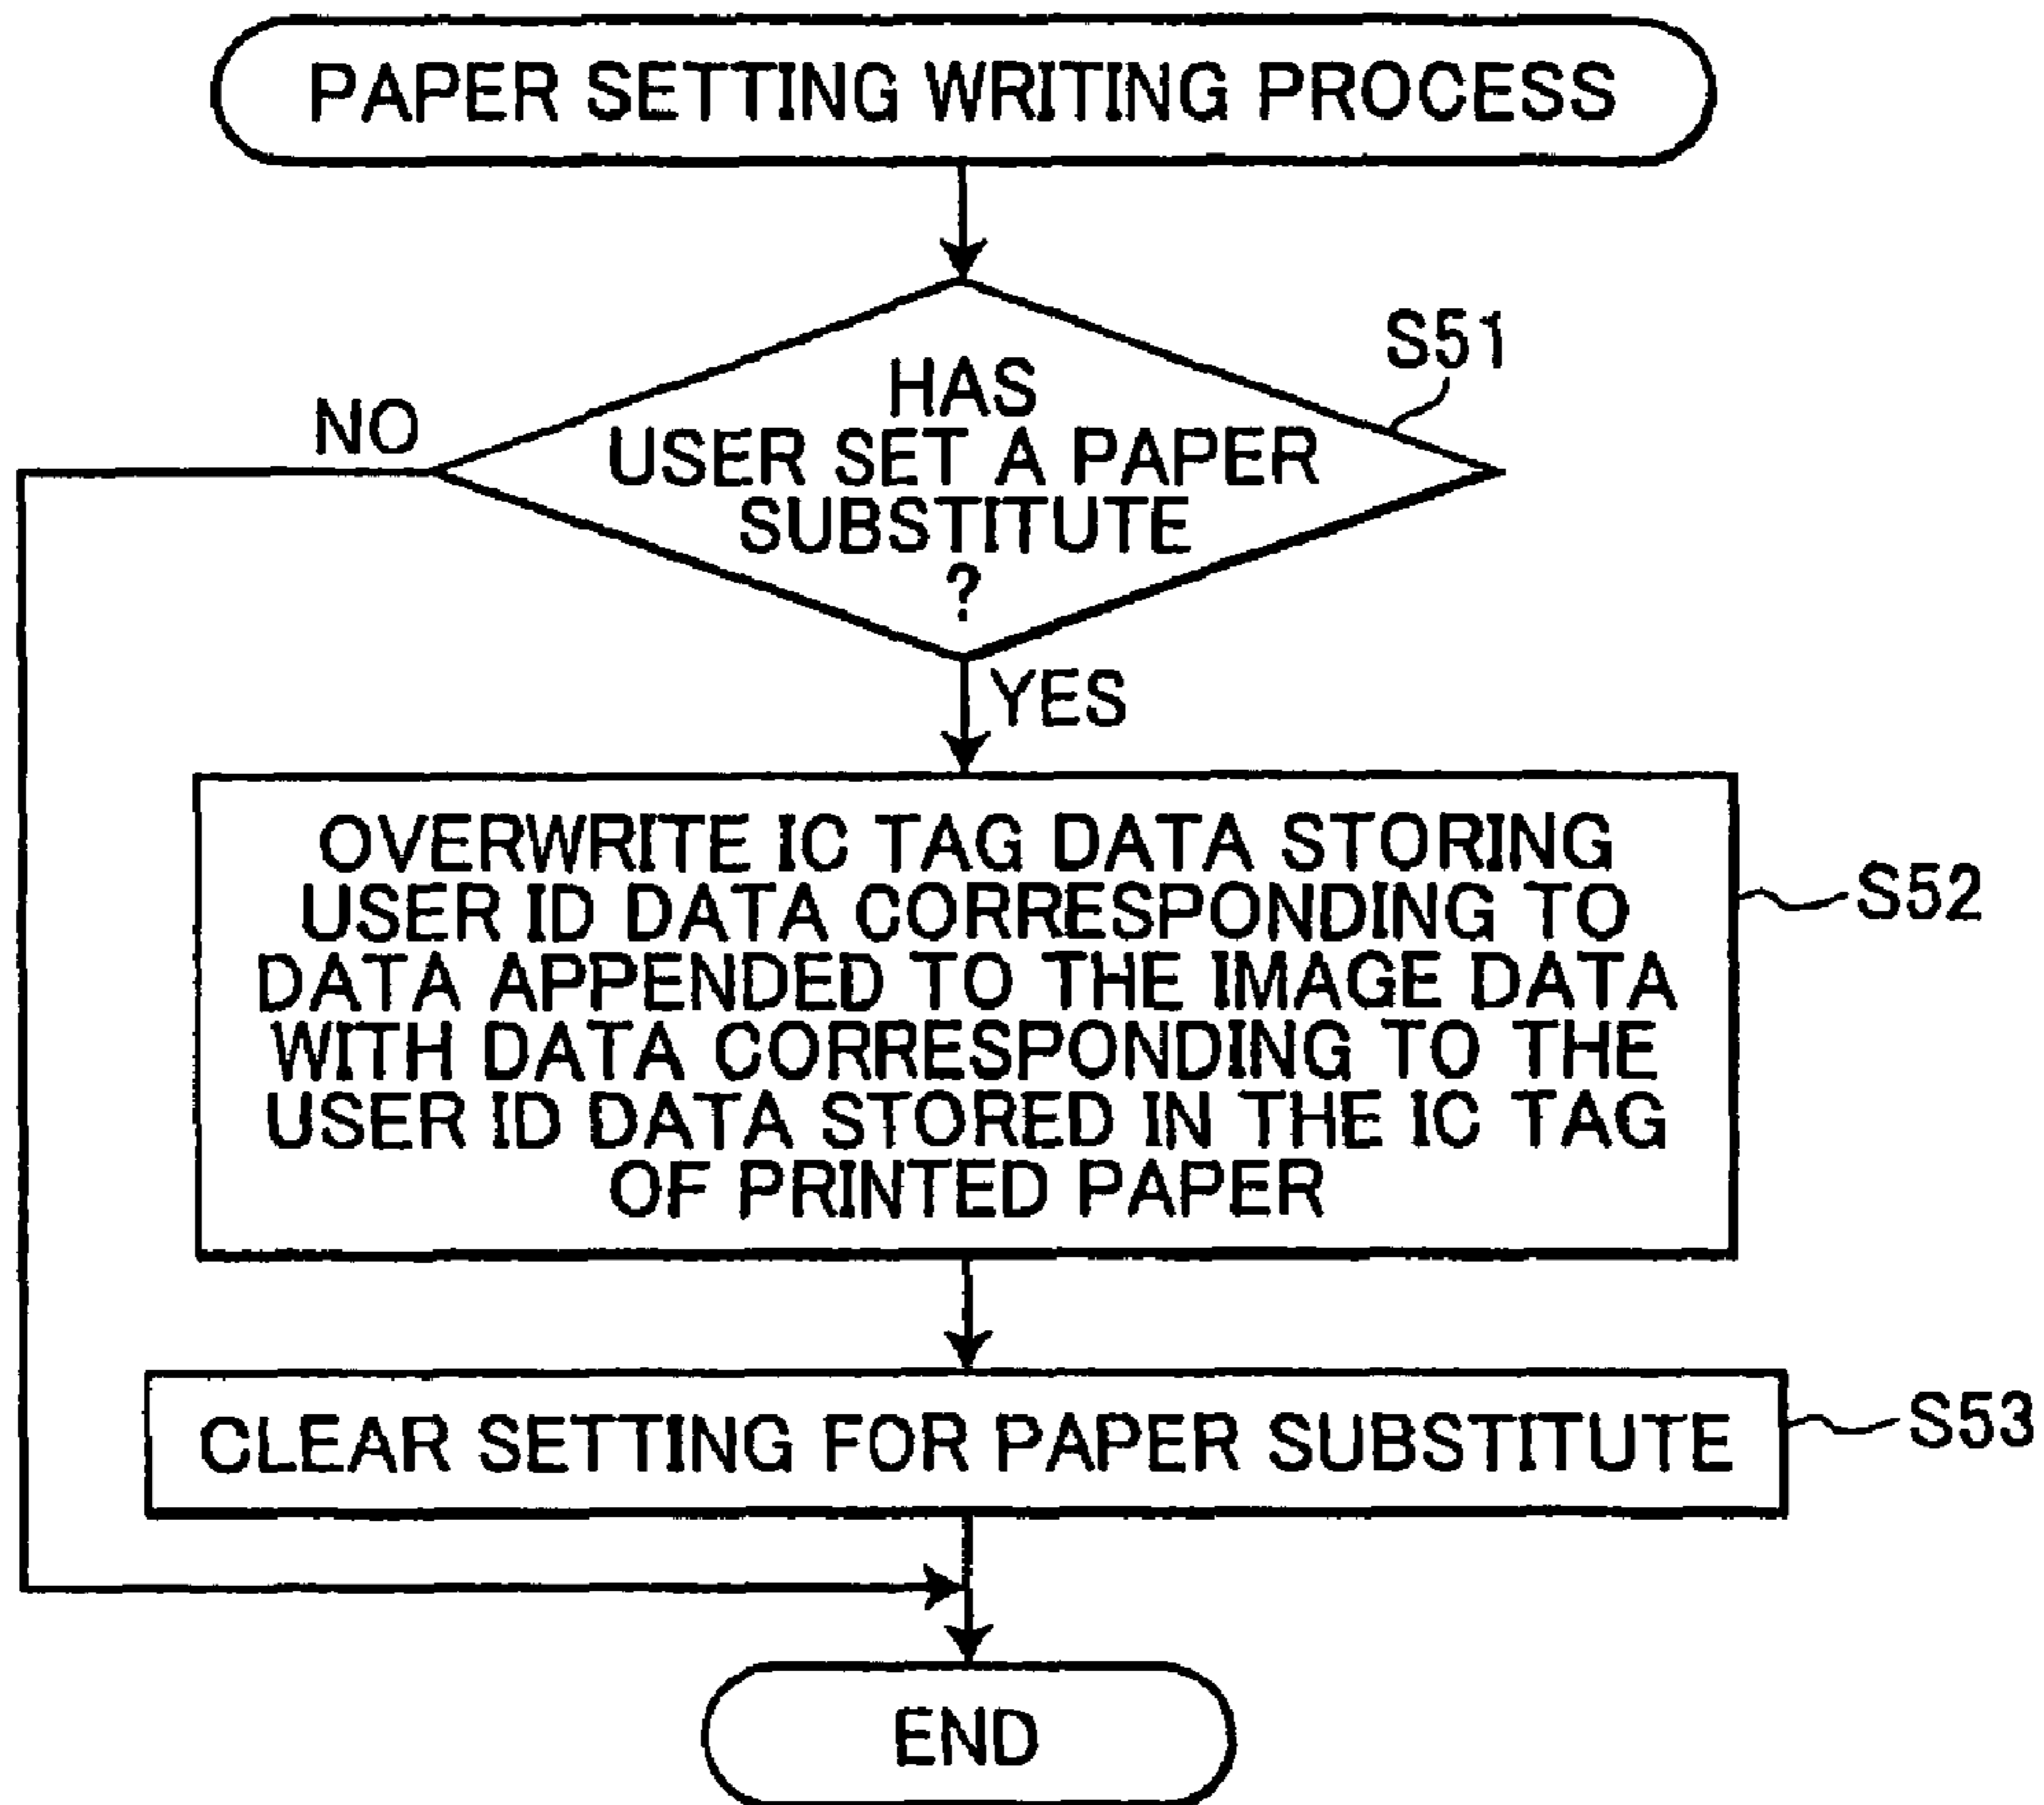 PAPER SETTING WRITING PROCESS
S51
HAS
NO
USER SET A PAPER
SUBSTITUTE
?
YES
OVERWRITE IC TAG DATA STORING
USER ID DATA CORRESPONDING TO
S52
DATA APPENDED TO THE IMAGE DATA
WITH DATA CORRESPONDING TO THE
USER ID DATA STORED IN THE IC TAG
OF PRINTED PAPER
CLEAR SETTING FOR PAPER SUBSTITUTE
S53
END